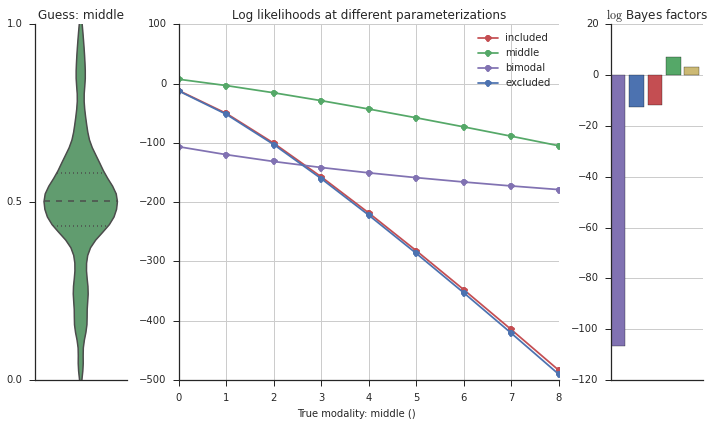 Guess: middle
1.0
0.5
0.0
Log likelihoods at different parameterizations
100
0
−100
−200
−300
−400
−500
included
middle
bimodal
excluded
0 1 2 3 4 5 6 7 8
True modality: middle ()
log Bayes factors
20
0
−20
−40
−60
−80
−100
−120